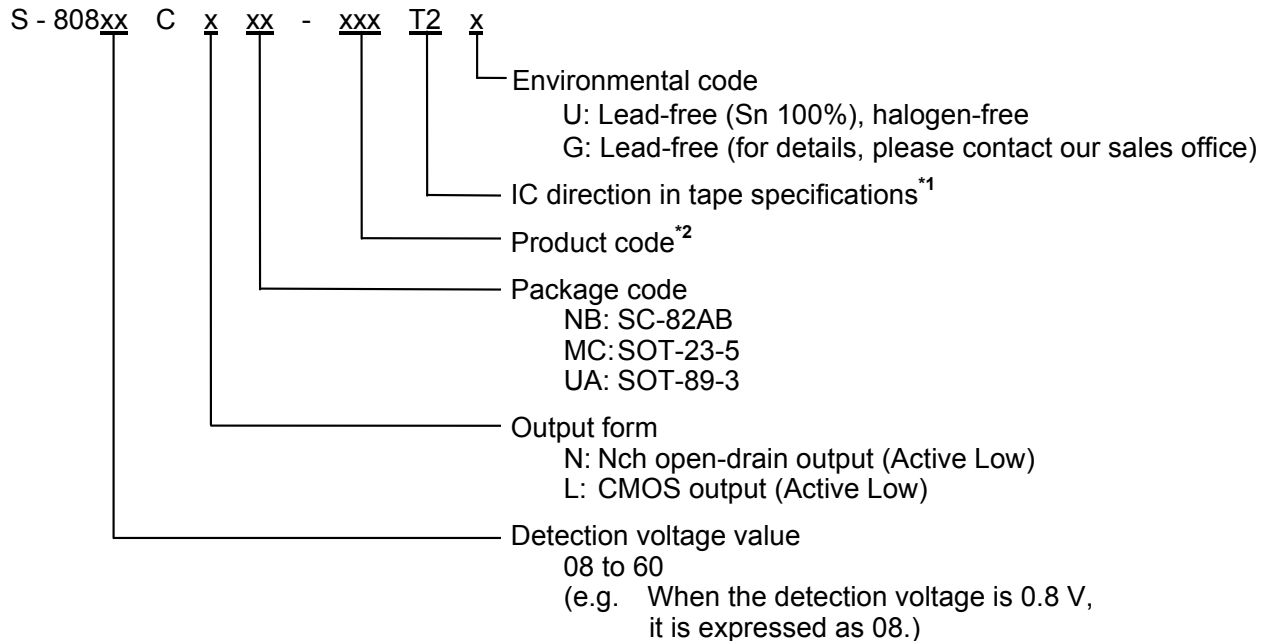 S - 808xx C x xx - xxx T2 x
Environmental code
U: Lead-free (Sn 100%), halogen-free
G: Lead-free (for details, please contact our sales office)
IC direction in tape specifications*1
Product code*2
Package code
NB: SC-82AB
MC: SOT-23-5
UA: SOT-89-3
Output form
N: Nch open-drain output (Active Low)
L: CMOS output (Active Low)
Detection voltage value
08 to 60
(e.g. When the detection voltage is 0.8 V,
it is expressed as 08.)